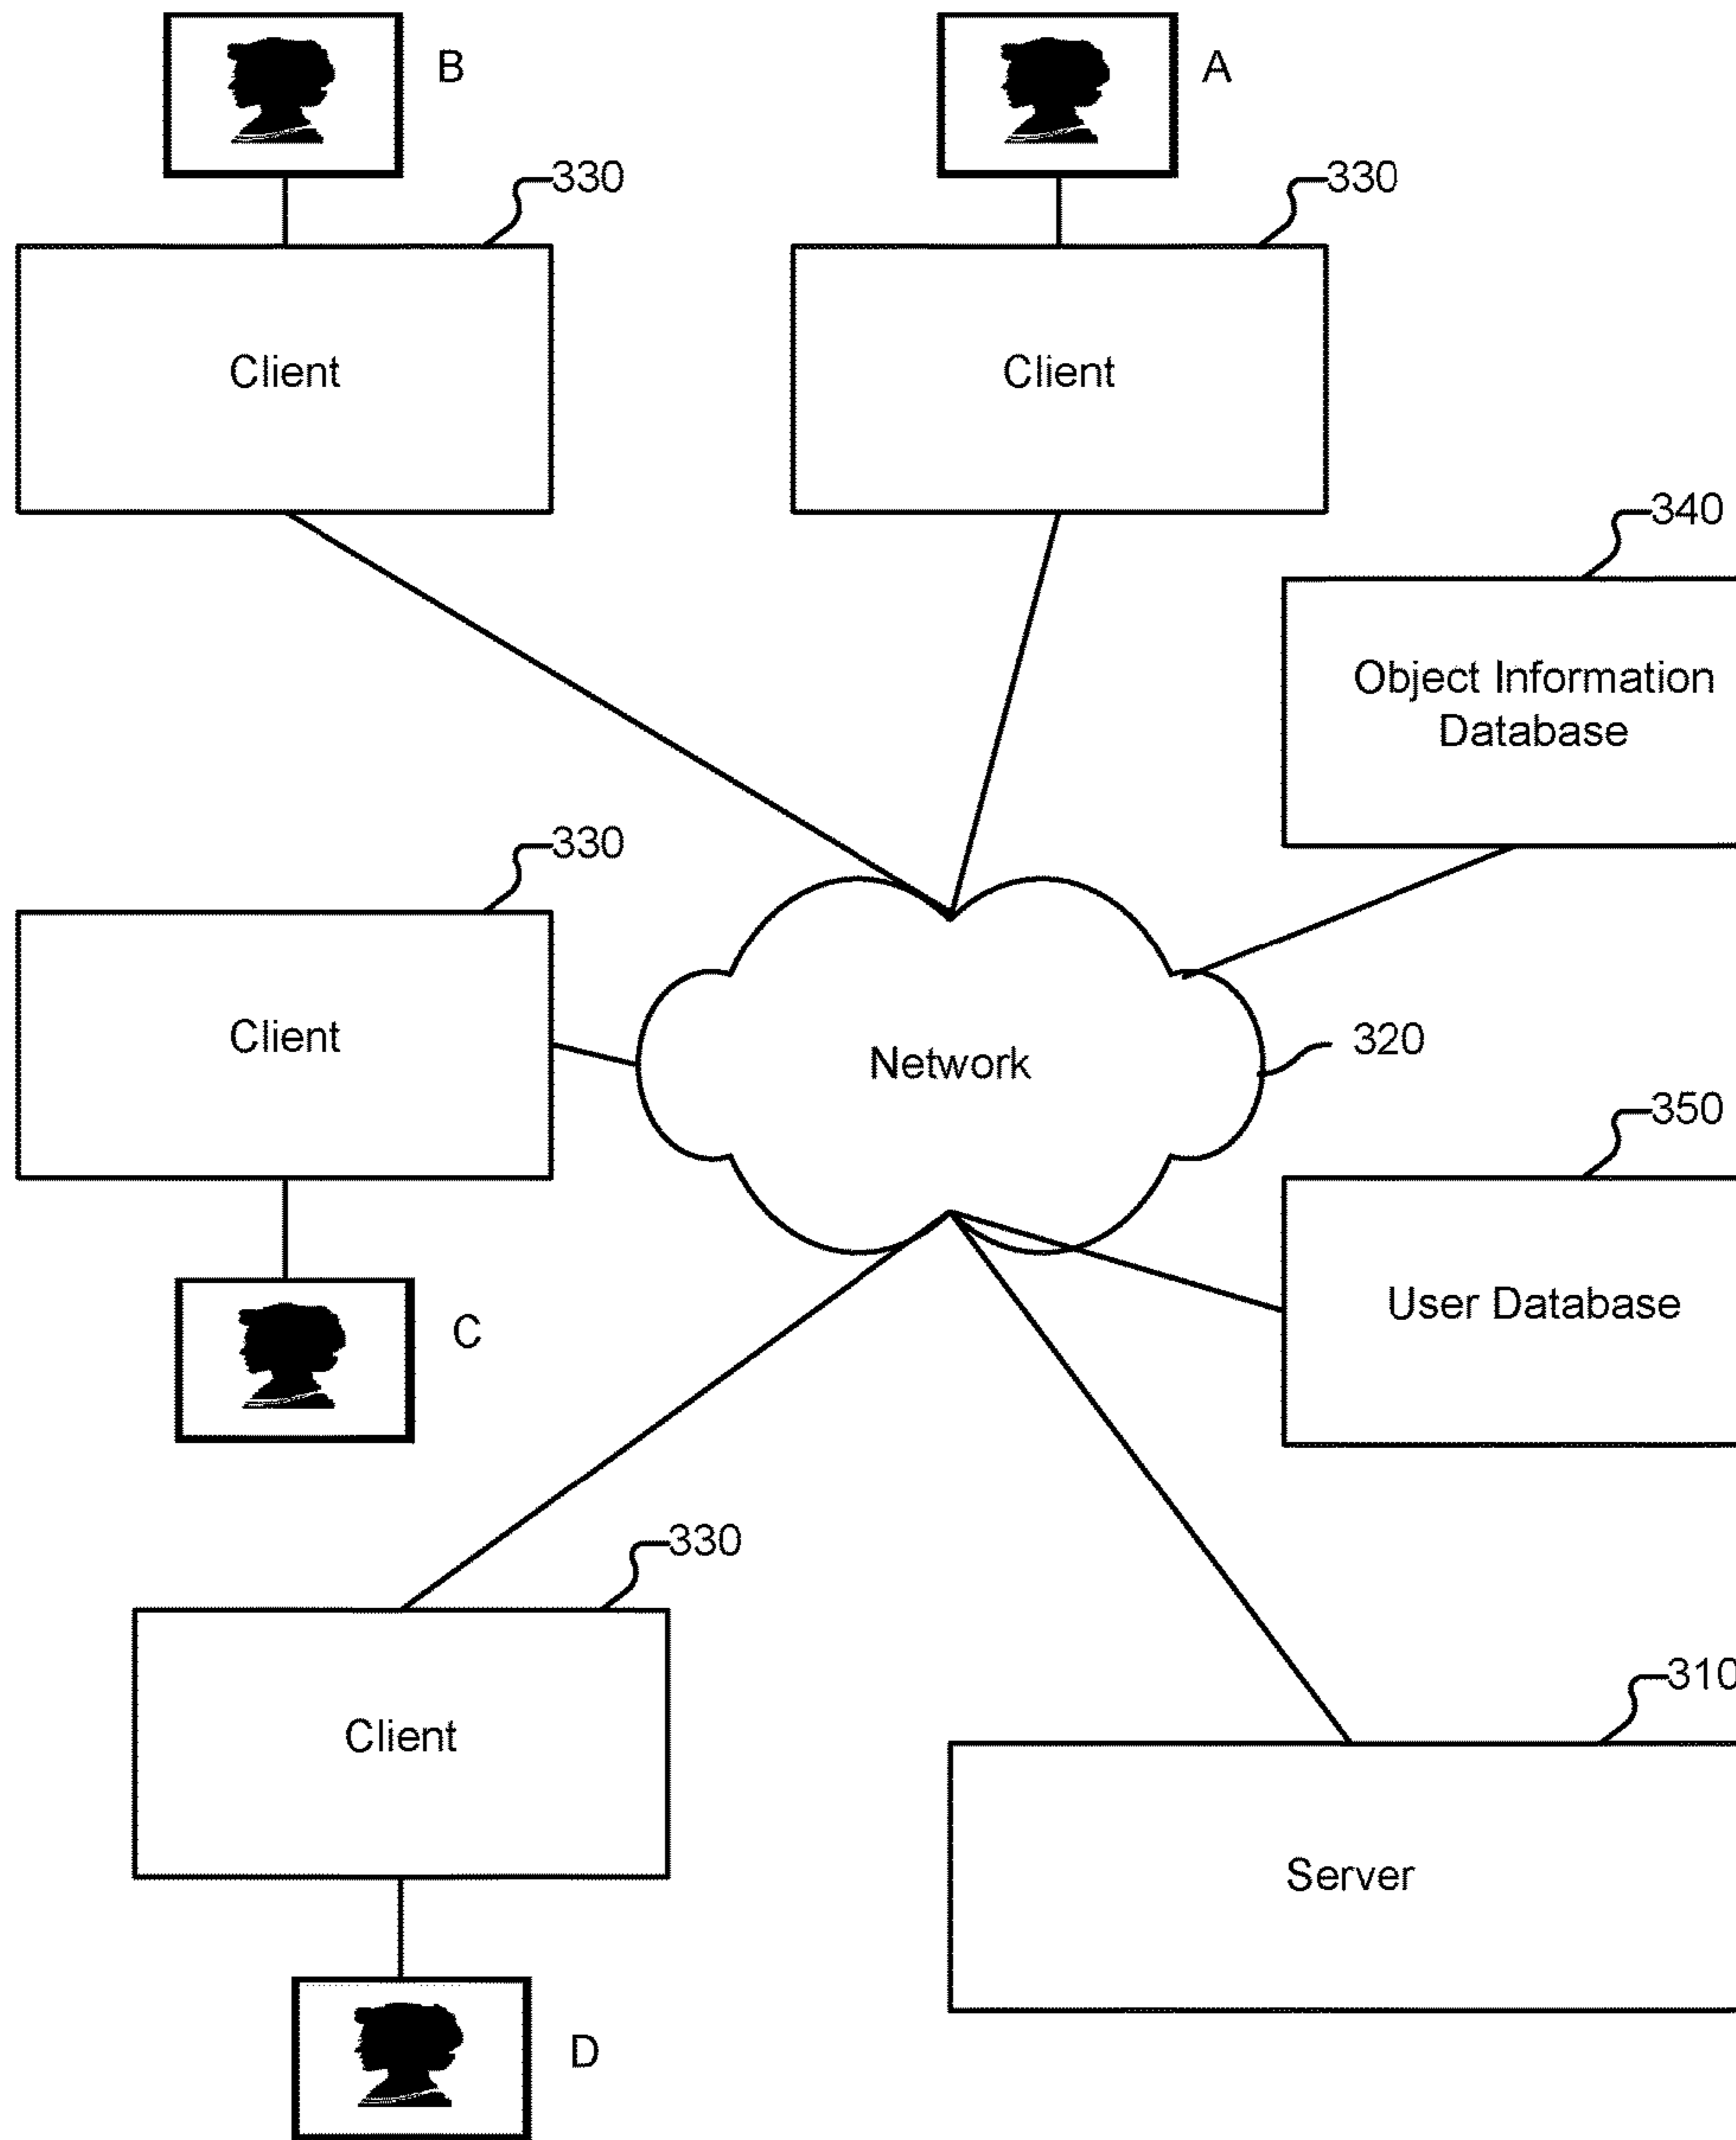 B
A
330
330
Client
Client
340
Object Information
Database
330
Client
Network
320
350
User Database
C
330
Client
310
Server
D